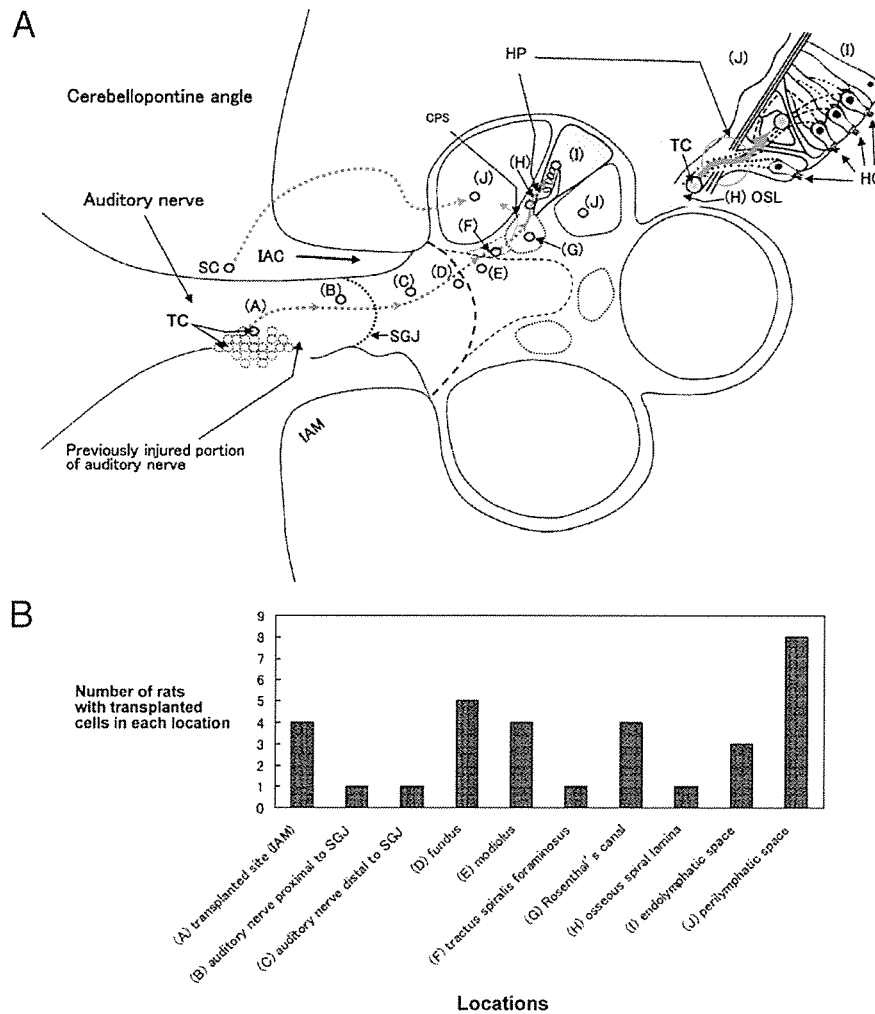 A
Cerebellopontine angle
Auditory nerve
SC
IAC
(A)
TC
(B)
(C)
(D)
(E)
(F)
(G)
(H)
(I)
(J)
(J)
SGJ
CPS
HP
IAM
Previously injured portion
of auditory nerve
(J)
(I)
TC
HC
(H) OSL
B
Number of rats
with transplanted
cells in each location
9
8
7
6
5
4
3
2
1
0
(A) transplanted site (IAM)
(B) auditory nerve proximal to SGJ
(C) auditory nerve distal to SGJ
(D) fundus
(E) modiolus
(F) tractus spiralis foraminosus
(G) Rosenthal's canal
(H) osseous spiral lamina
(I) endolymphatic space
(J) perilymphatic space
Locations